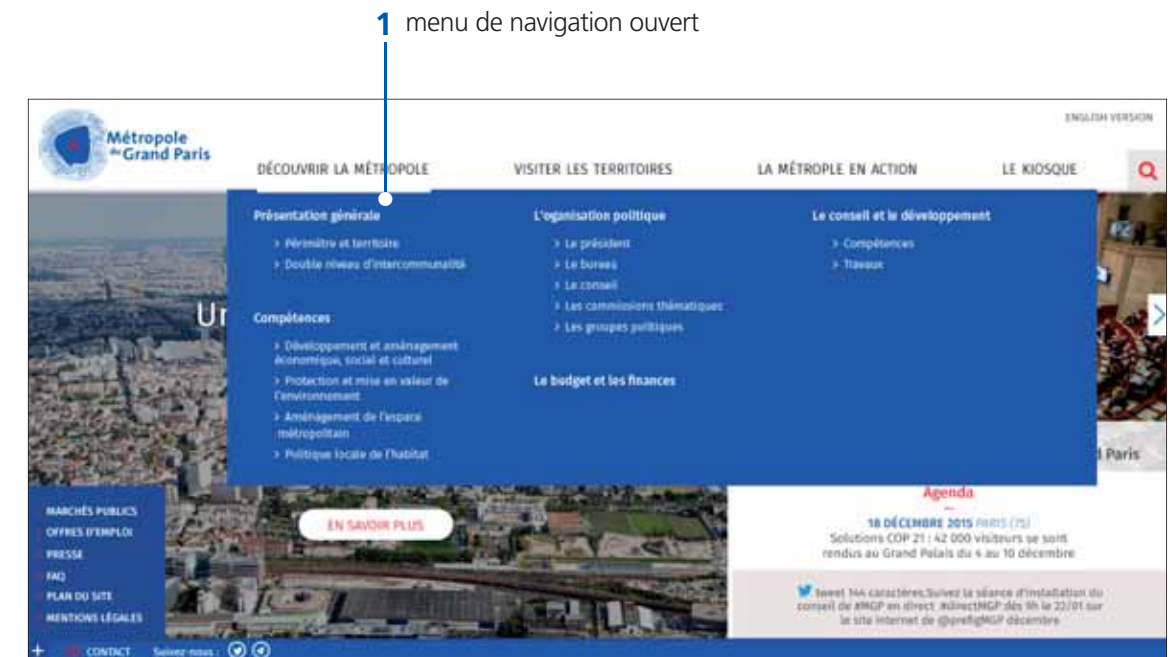 1 menu de navigation ouvert
ENGLISH VERSION
Métropole
du Grand Paris
DÉCOUVRIR LA MÉTROPOLE
VISITER LES TERRITOIRES
LA MÉTROPLE EN ACTION
LE KIOSQUE
Présentation générale
> Périmètre et territoire
> Double niveau d'intercommunalité
Compétences
> Développement et aménagement
économique, social et culturel
> Protection et mise en valeur de
l'environnement
> Aménagement de l'espace
métropolitain
> Politique locale de l'habitat
L'oganisation politique
> Le président
> Le bureau
> Le conseil
> Les commissions thématiques
> Les groupes politiques
Le budget et les finances
Le conseil et le développement
> Compétences
> Travaux
Ur
d Paris
MARCHÉS PUBLICS
OFFRES D'EMPLOI
PRESSE
FAQ
PLAN DU SITE
MENTIONS LÉGALES
EN SAVOIR PLUS
Agenda
18 DÉCEMBRE 2015 PARIS (75)
Solutions COP 21 : 42 000 visiteurs se sont
rendus au Grand Palais du 4 au 10 décembre
tweet 144 caractères.Suivez la séance d'installation du
conseil de #MGP en direct #directMGP dès 9h le 22/01 sur
le site internet de @prefigMGP décembre
+ CONTACT Suivez-nous :